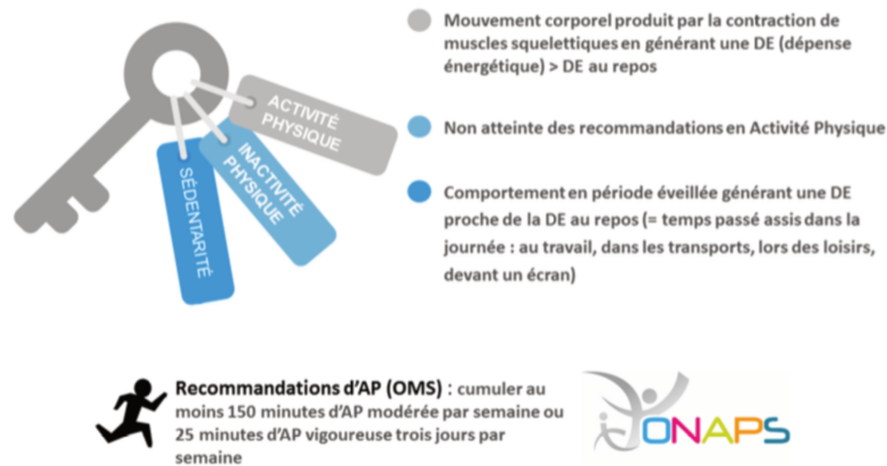 ACTIVITÉ
PHYSIQUE
INACTIVITÉ
PHYSIQUE
SÉDENTARITÉ
Mouvement corporel produit par la contraction de
muscles squelettiques en générant une DE (dépense
énergétique) > DE au repos
Non atteinte des recommandations en Activité Physique
Comportement en période éveillée générant une DE
proche de la DE au repos (= temps passé assis dans la
journée : au travail, dans les transports, lors des loisirs,
devant un écran)
Recommandations d'AP (OMS) : cumuler au
moins 150 minutes d'AP modérée par semaine ou
25 minutes d'AP vigoureuse trois jours par
semaine
ONAPS